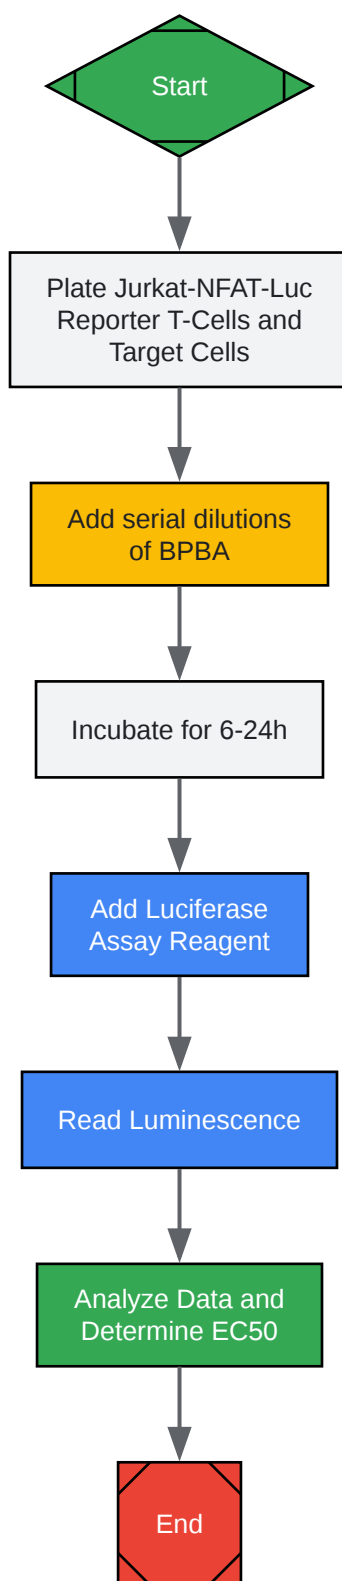 Start
Plate Jurkat-NFAT-Luc
Reporter T-Cells and
Target Cells
Add serial dilutions
of BPBA
Incubate for 6-24h
Add Luciferase
Assay Reagent
Read Luminescence
Analyze Data and
Determine EC50
End